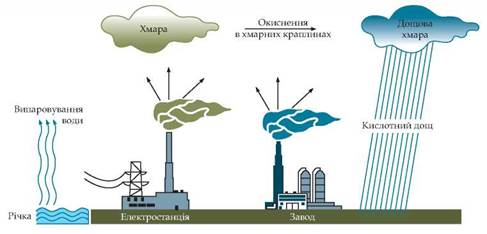 Хмара
Окиснення
в хмарних краплинах
Дощова
хмара
Випаровування
води
Кислотний дощ
Річка
Електростанція
Завод